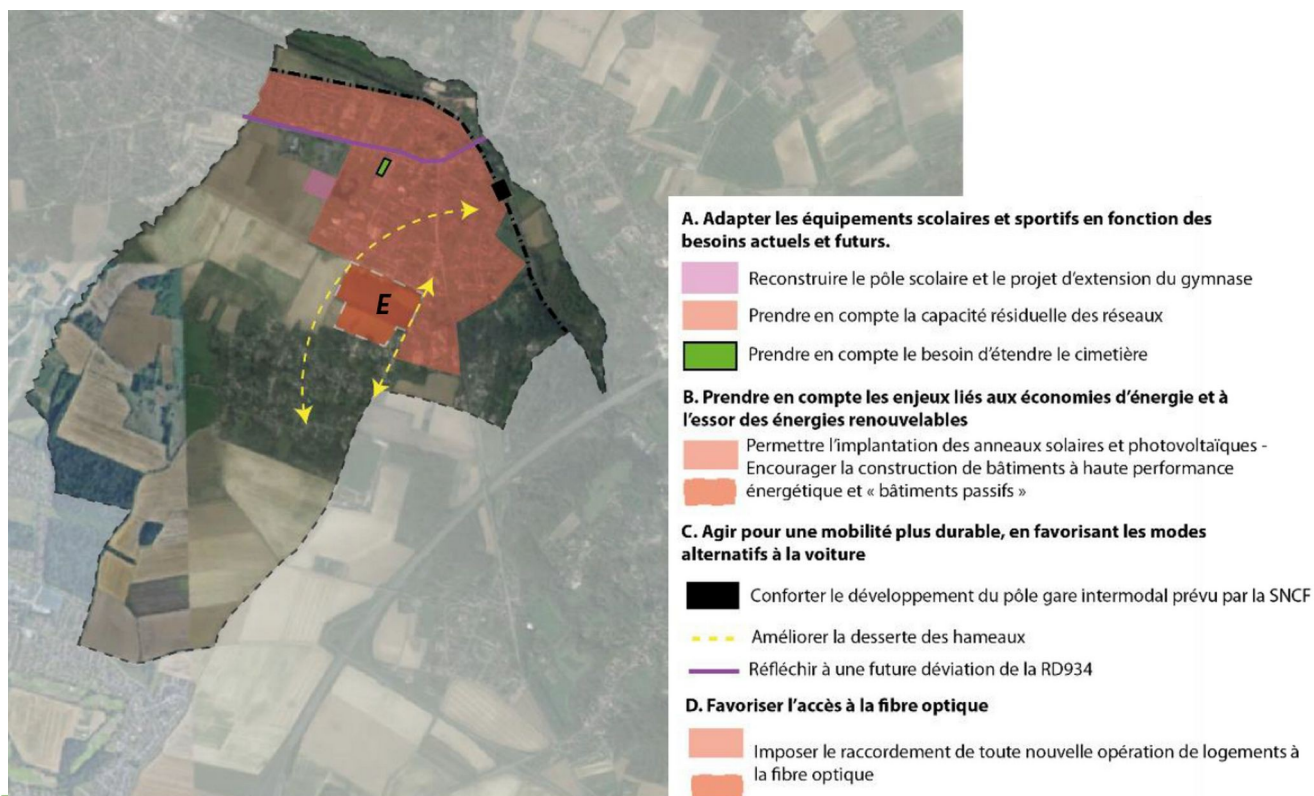 E
A. Adapter les équipements scolaires et sportifs en fonction des
besoins actuels et futurs.
Reconstruire le pôle scolaire et le projet d'extension du gymnase
Prendre en compte la capacité résiduelle des réseaux
Prendre en compte le besoin d'étendre le cimetière
B. Prendre en compte les enjeux liés aux économies d'énergie et à
l'essor des énergies renouvelables
Permettre l'implantation des anneaux solaires et photovoltaïques -
Encourager la construction de bâtiments à haute performance
énergétique et « bâtiments passifs »
C. Agir pour une mobilité plus durable, en favorisant les modes
alternatifs à la voiture
Conforter le développement du pôle gare intermodal prévu par la SNCF
Améliorer la desserte des hameaux
Réfléchir à une future déviation de la RD934
D. Favoriser l'accès à la fibre optique
Imposer le raccordement de toute nouvelle opération de logements à
la fibre optique